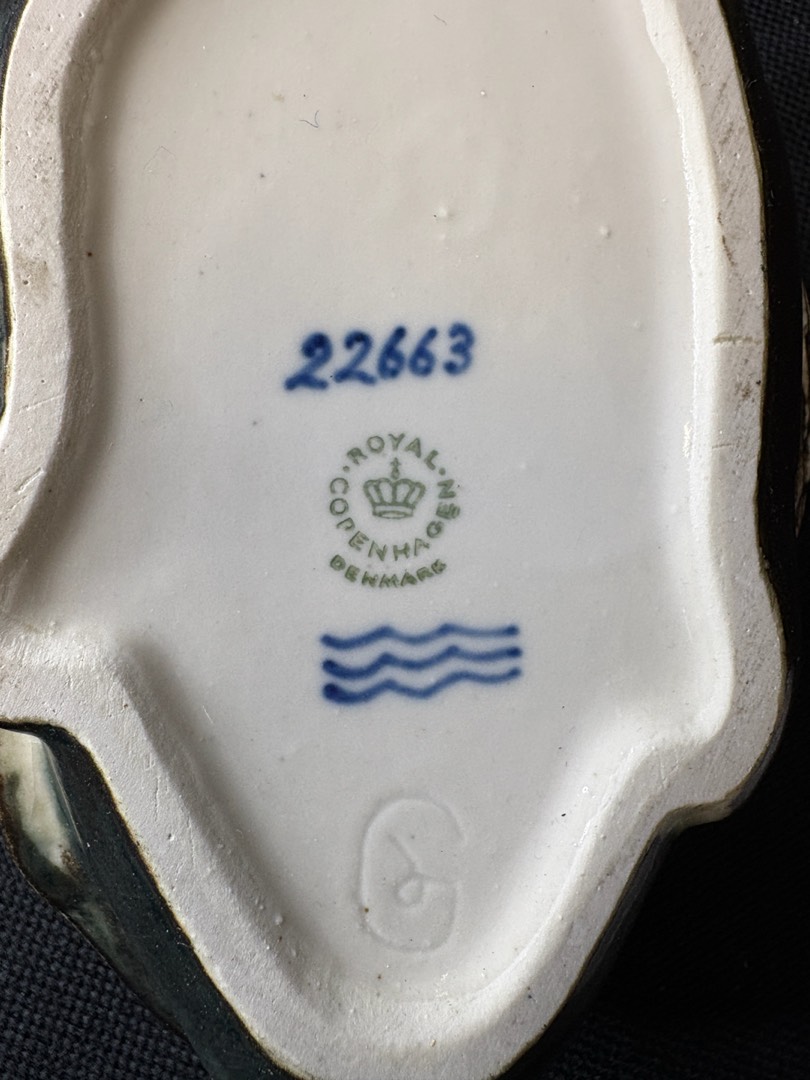 22663
ROYAL
COPENHAGEN
DENMARK